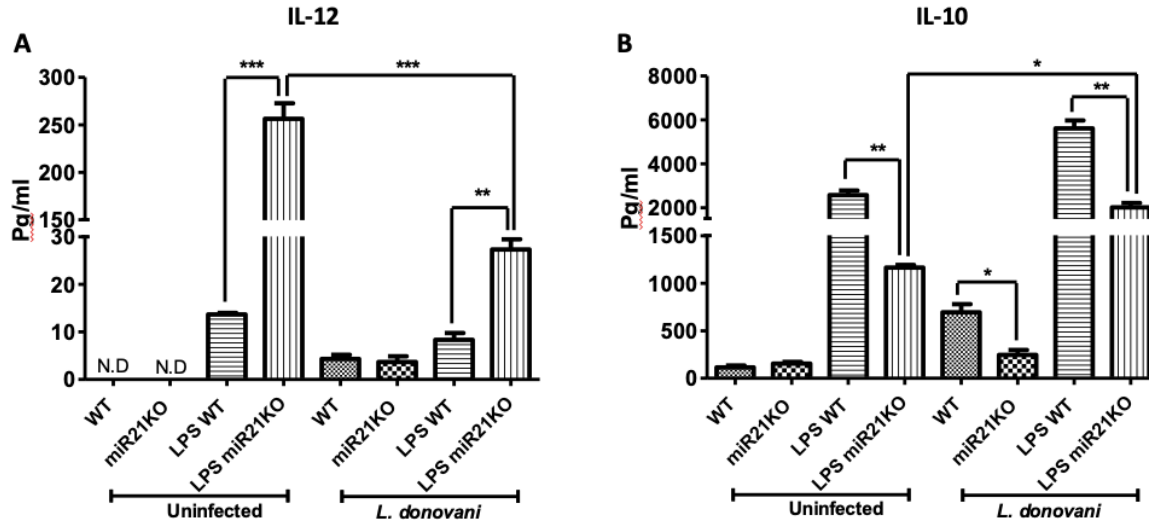 IL-12
A
Pg/ml
300
250
200
150
30
20
10
0
***
***
**
N.D
N.D
WT
miR21KO
LPS WT
LPS miR21KO
WT
miR21KO
LPS WT
LPS miR21KO
Uninfected
L. donovani
IL-10
B
Pg/ml
8000
6000
4000
2000
1500
1000
500
0
*
**
**
*
WT
miR21KO
LPS WT
LPS miR21KO
WT
miR21KO
LPS WT
LPS miR21KO
Uninfected
L. donovani